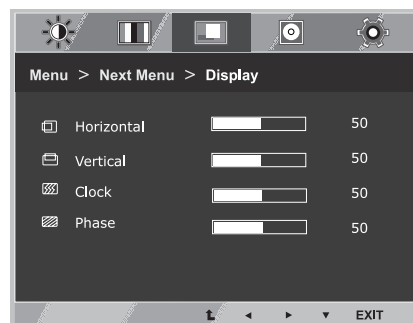 Menu > Next Menu > Display
Horizontal 50
Vertical 50
Clock 50
Phase 50
EXIT